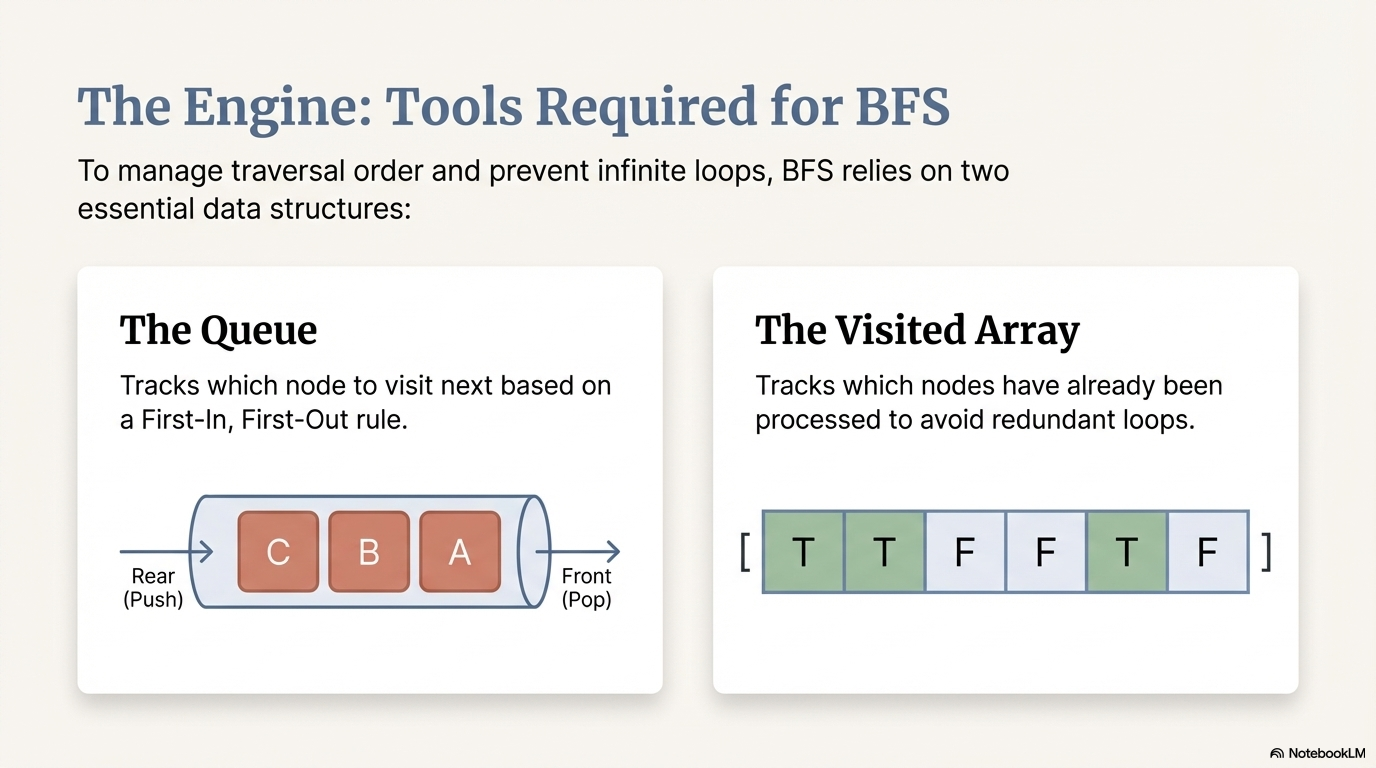 The Engine: Tools Required for BFS
To manage traversal order and prevent infinite loops, BFS relies on two
essential data structures:
The Queue
Tracks which node to visit next based on
a First-In, First-Out rule.
C B A
Rear
(Push)
Front
(Pop)
The Visited Array
Tracks which nodes have already been
processed to avoid redundant loops.
[ T T F F T F ]
NotebookLM